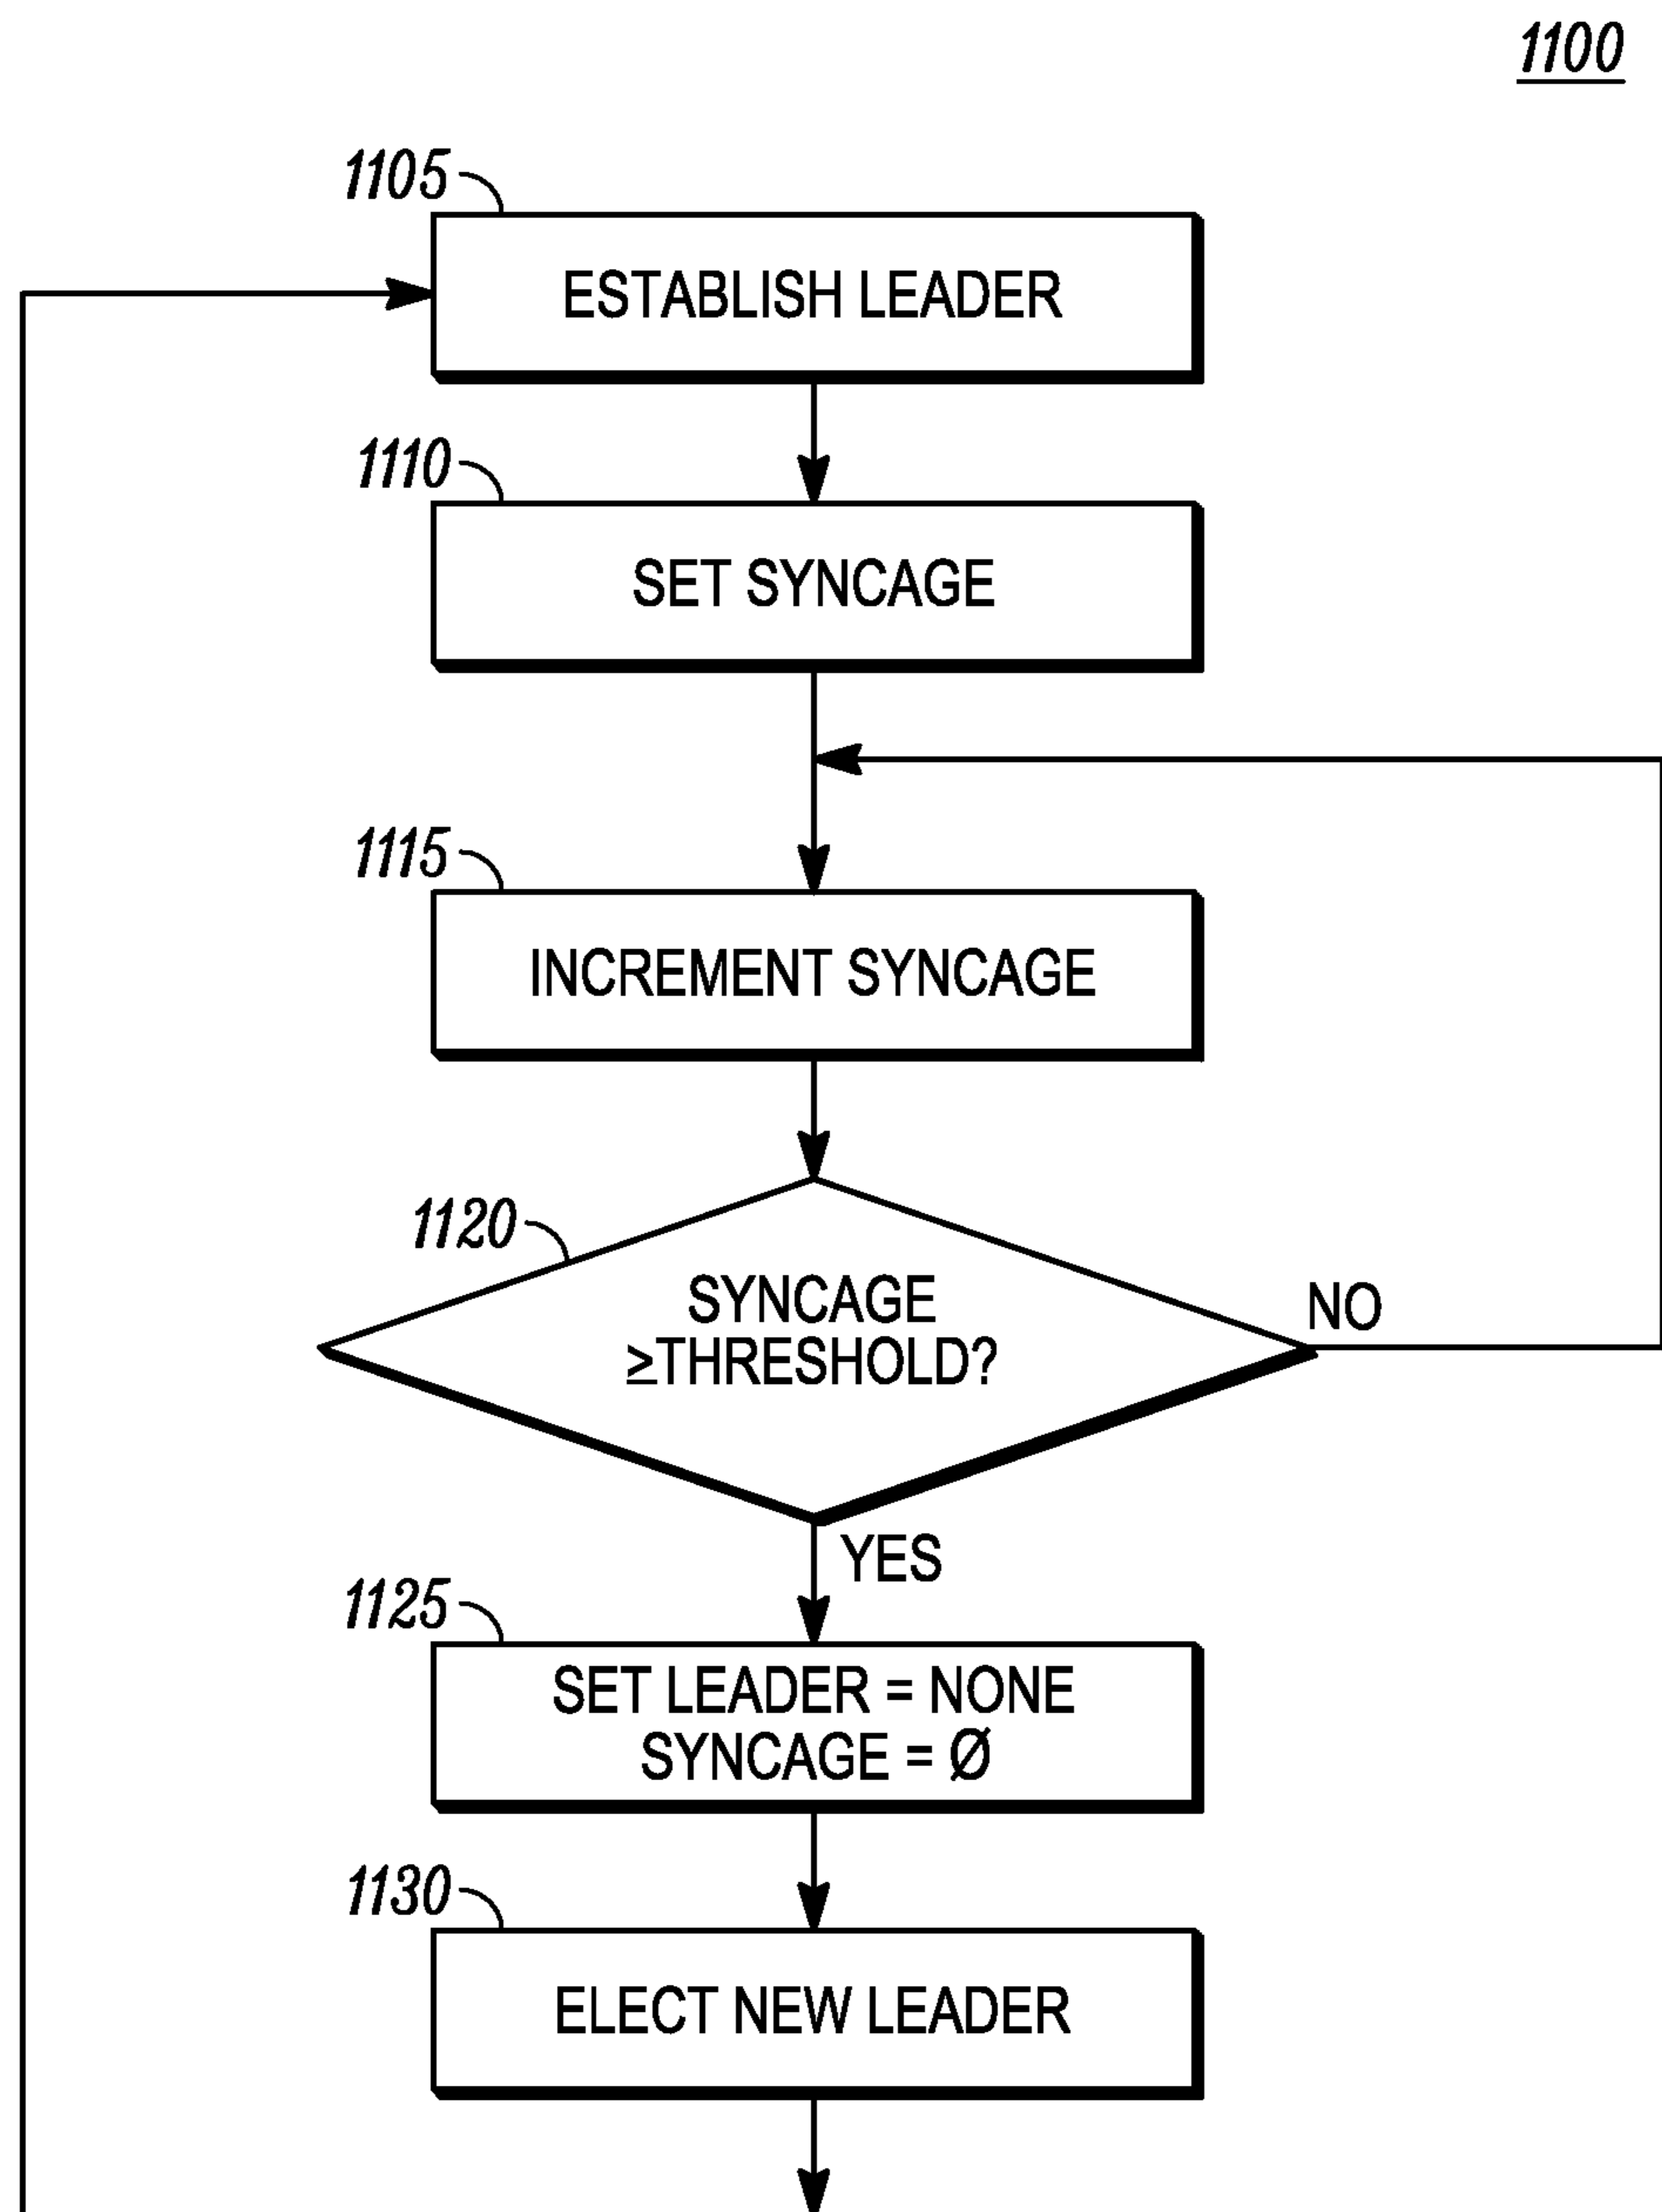 1100
1105
ESTABLISH LEADER
1110
SET SYNCAGE
1115
INCREMENT SYNCAGE
1120
SYNCAGE
≥THRESHOLD?
NO
YES
1125
SET LEADER = NONE
SYNCAGE = Ø
1130
ELECT NEW LEADER